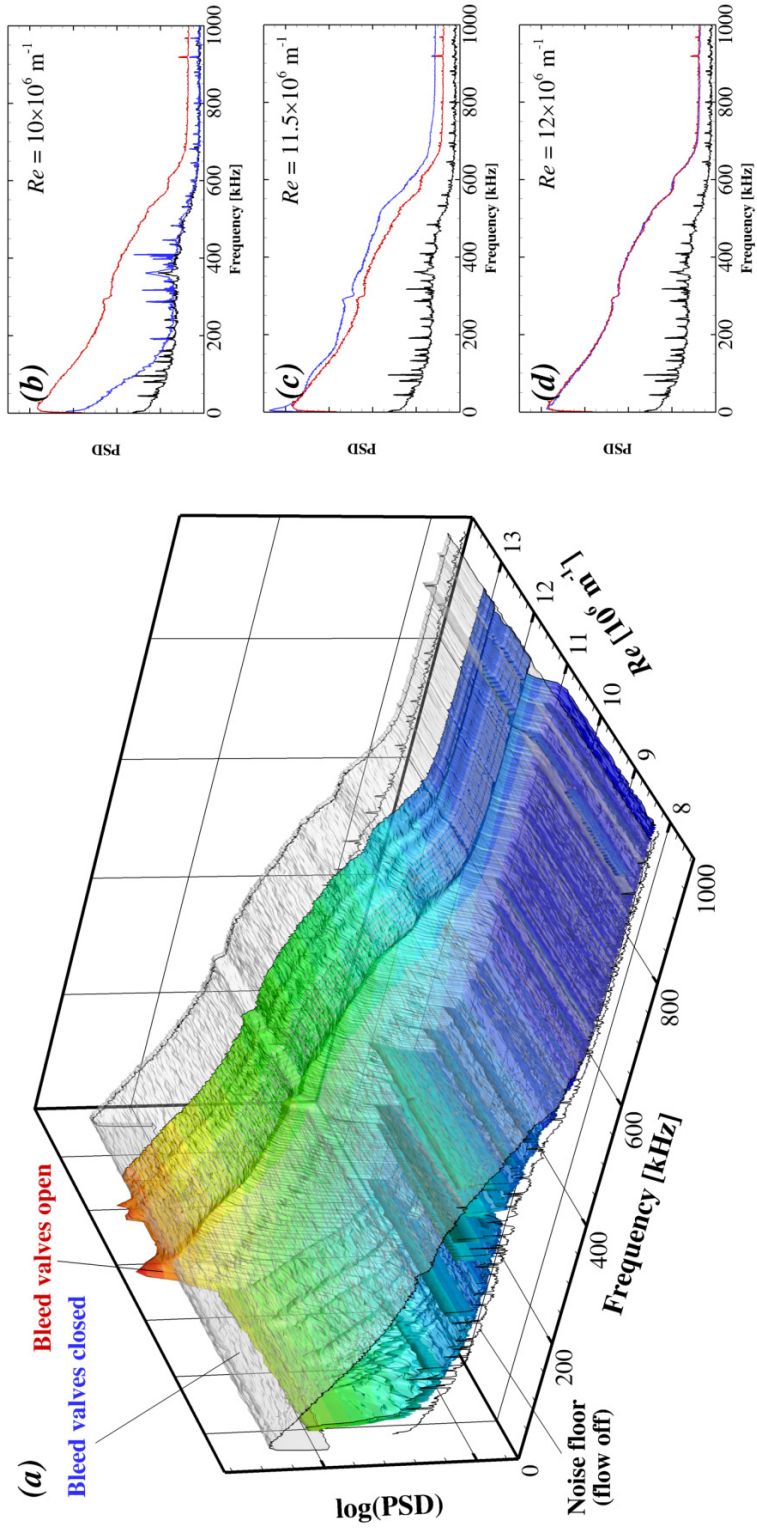 (a)
Bleed valves open
Bleed valves closed
log(PSD)
Noise floor
(flow off)
0
200
400
600
800
1000
Frequency [kHz]
8
9
10
11
12
13
Re [10⁶ m⁻¹]
(b)
Re = 10×10⁶ m⁻¹
PSD
0
200
400
600
800
1000
Frequency [kHz]
(c)
Re = 11.5×10⁶ m⁻¹
PSD
0
200
400
600
800
1000
Frequency [kHz]
(d)
Re = 12×10⁶ m⁻¹
PSD
0
200
400
600
800
1000
Frequency [kHz]